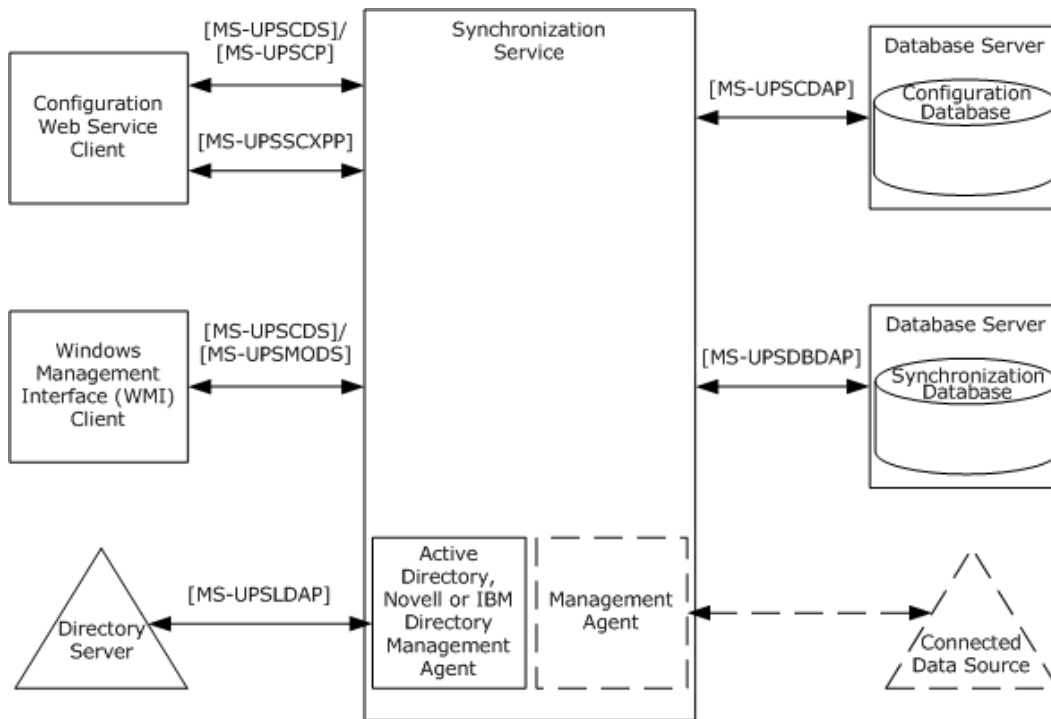 [MS-UPSCDS]/
[MS-UPSCP]
Synchronization
Service
Database Server
Configuration
Web Service
Client
[MS-UPSCDAP]
Configuration
Database
[MS-UPSSCXPP]
Windows
Management
Interface (WMI)
Client
[MS-UPSCDS]/
[MS-UPSMODS]
Database Server
[MS-UPSDBDAP]
Synchronization
Database
Directory
Server
[MS-UPSLDAP]
Active
Directory,
Novell or IBM
Directory
Management
Agent
Management
Agent
Connected
Data Source